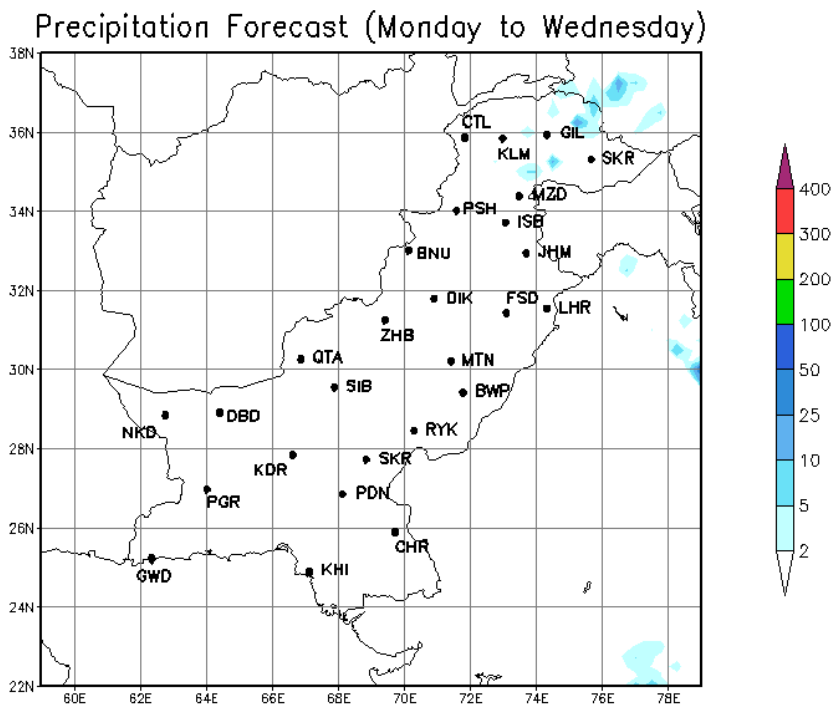 Precipitation Forecast (Monday to Wednesday)
38N
36N
34N
32N
30N
28N
26N
24N
22N
60E 62E 64E 66E 68E 70E 72E 74E 76E 78E
CTL
KLM
GIL
SKR
MZD
PSH
ISB
BNU
JHM
DIK
FSD
LHR
ZHB
QTA
MTN
SIB
BWP
NKD
DBD
RYK
KDR
SKR
PGR
PDN
CHR
GWD
KHI
400
300
200
100
50
25
10
5
2